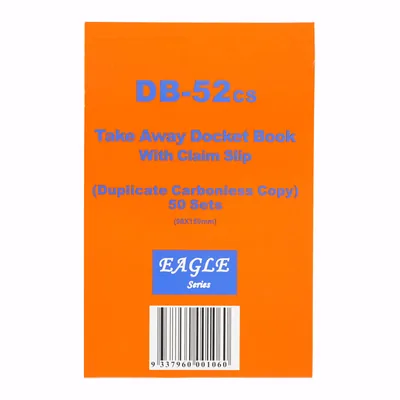 DB-52CS
Take Away Docket Book
With Claim Slip
(Duplicate Carbonless Copy)
50 Sets
EAGLE
Series
9 337960 001060